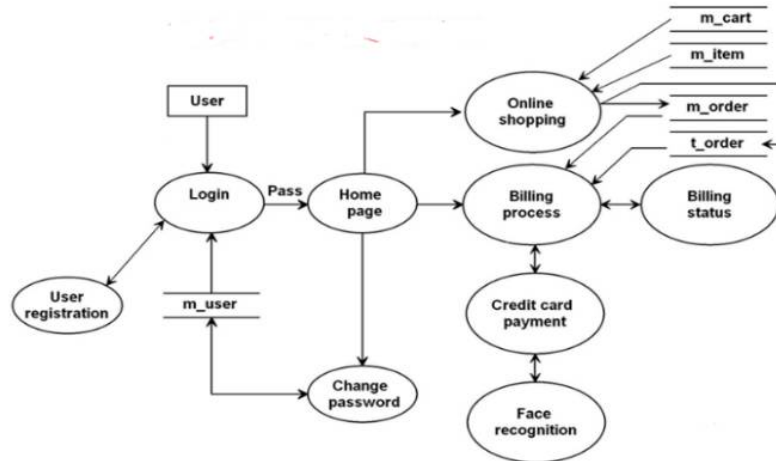 m_cart
m_item
User
Online
shopping
m_order
t_order
Login
Pass
Home
page
Billing
process
Billing
status
User
registration
m_user
Credit card
payment
Change
password
Face
recognition